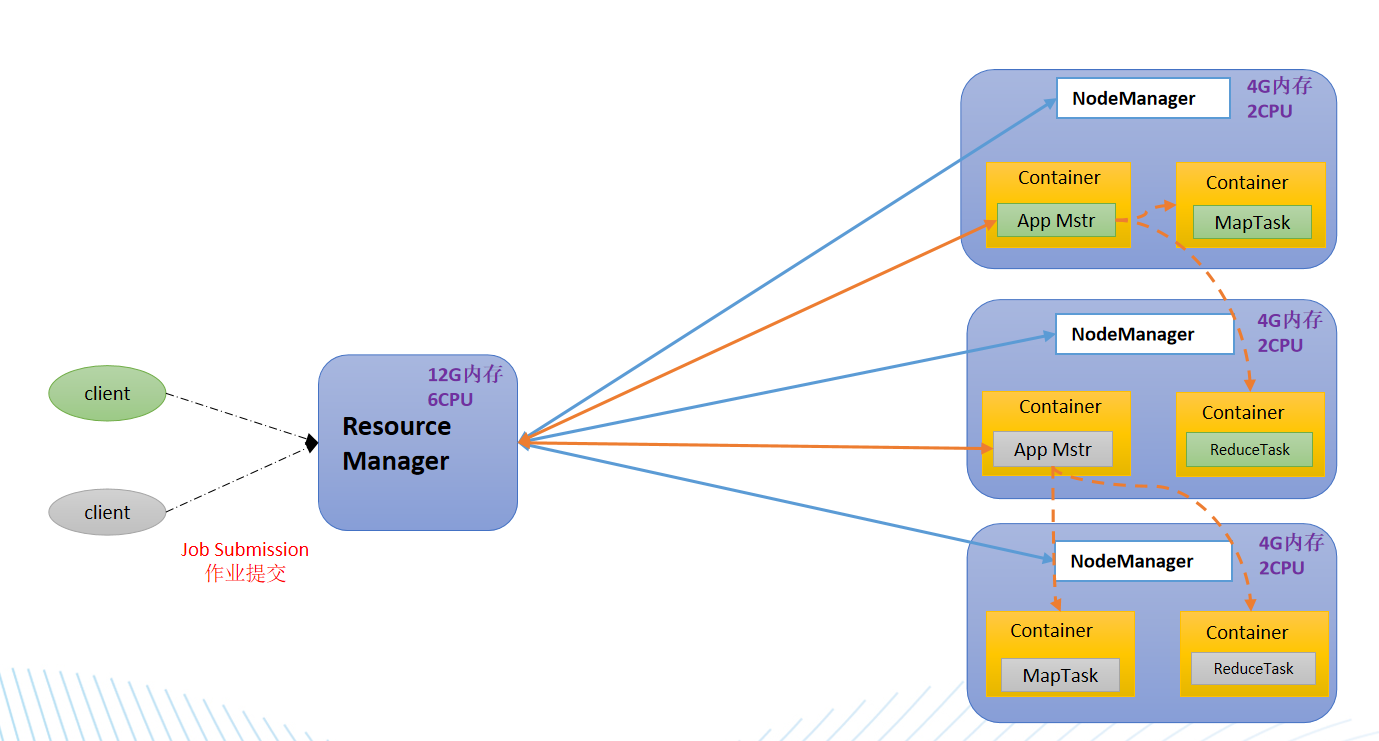 client
client
Job Submission
作业提交
12G内存
6CPU
Resource
Manager
NodeManager
4G内存
2CPU
Container
App Mstr
Container
MapTask
NodeManager
4G内存
2CPU
Container
App Mstr
Container
ReduceTask
NodeManager
4G内存
2CPU
Container
MapTask
Container
ReduceTask